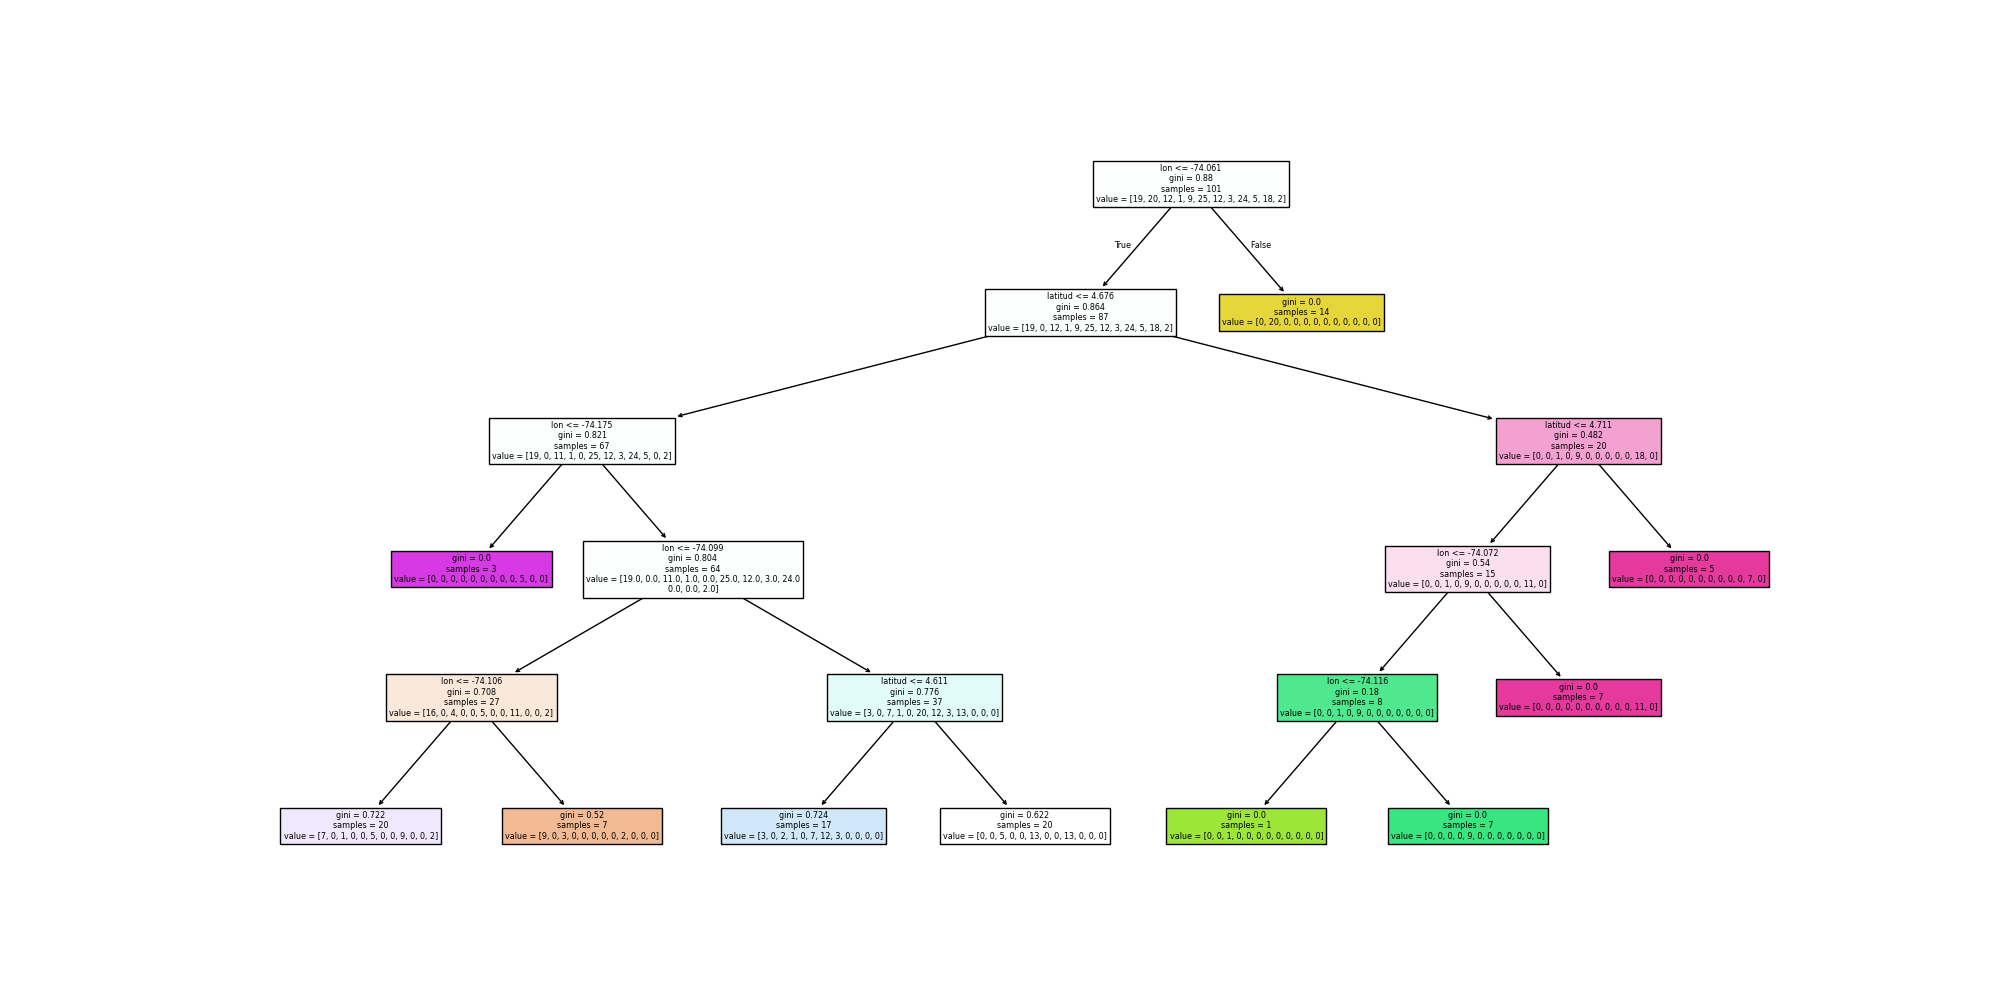 lon <= -74.061
gini = 0.88
samples = 101
value = [19, 20, 12, 1, 9, 25, 12, 3, 24, 5, 18, 2]
True
False
latitud <= 4.676
gini = 0.864
samples = 87
value = [19, 0, 12, 1, 9, 25, 12, 3, 24, 5, 18, 2]
gini = 0.0
samples = 14
value = [0, 20, 0, 0, 0, 0, 0, 0, 0, 0, 0, 0]
lon <= -74.175
gini = 0.821
samples = 67
value = [19, 0, 11, 1, 0, 25, 12, 3, 24, 5, 0, 2]
latitud <= 4.711
gini = 0.482
samples = 20
value = [0, 0, 1, 0, 9, 0, 0, 0, 0, 0, 18, 0]
gini = 0.0
samples = 3
value = [0, 0, 0, 0, 0, 0, 0, 0, 0, 5, 0, 0]
lon <= -74.099
gini = 0.804
samples = 64
value = [19.0, 0.0, 11.0, 1.0, 0.0, 25.0, 12.0, 3.0, 24.0
0.0, 0.0, 2.0]
lon <= -74.072
gini = 0.54
samples = 15
value = [0, 0, 1, 0, 9, 0, 0, 0, 0, 0, 11, 0]
gini = 0.0
samples = 5
value = [0, 0, 0, 0, 0, 0, 0, 0, 0, 0, 7, 0]
lon <= -74.106
gini = 0.708
samples = 27
value = [16, 0, 4, 0, 0, 5, 0, 0, 11, 0, 0, 2]
latitud <= 4.611
gini = 0.776
samples = 37
value = [3, 0, 7, 1, 0, 20, 12, 3, 13, 0, 0, 0]
lon <= -74.116
gini = 0.18
samples = 8
value = [0, 0, 1, 0, 9, 0, 0, 0, 0, 0, 0, 0]
gini = 0.0
samples = 7
value = [0, 0, 0, 0, 0, 0, 0, 0, 0, 0, 11, 0]
gini = 0.722
samples = 20
value = [7, 0, 1, 0, 0, 5, 0, 0, 9, 0, 0, 2]
gini = 0.52
samples = 7
value = [9, 0, 3, 0, 0, 0, 0, 0, 2, 0, 0, 0]
gini = 0.724
samples = 17
value = [3, 0, 2, 1, 0, 7, 12, 3, 0, 0, 0, 0]
gini = 0.622
samples = 20
value = [0, 0, 5, 0, 0, 13, 0, 0, 13, 0, 0, 0]
gini = 0.0
samples = 1
value = [0, 0, 1, 0, 0, 0, 0, 0, 0, 0, 0, 0]
gini = 0.0
samples = 7
value = [0, 0, 0, 0, 9, 0, 0, 0, 0, 0, 0, 0]